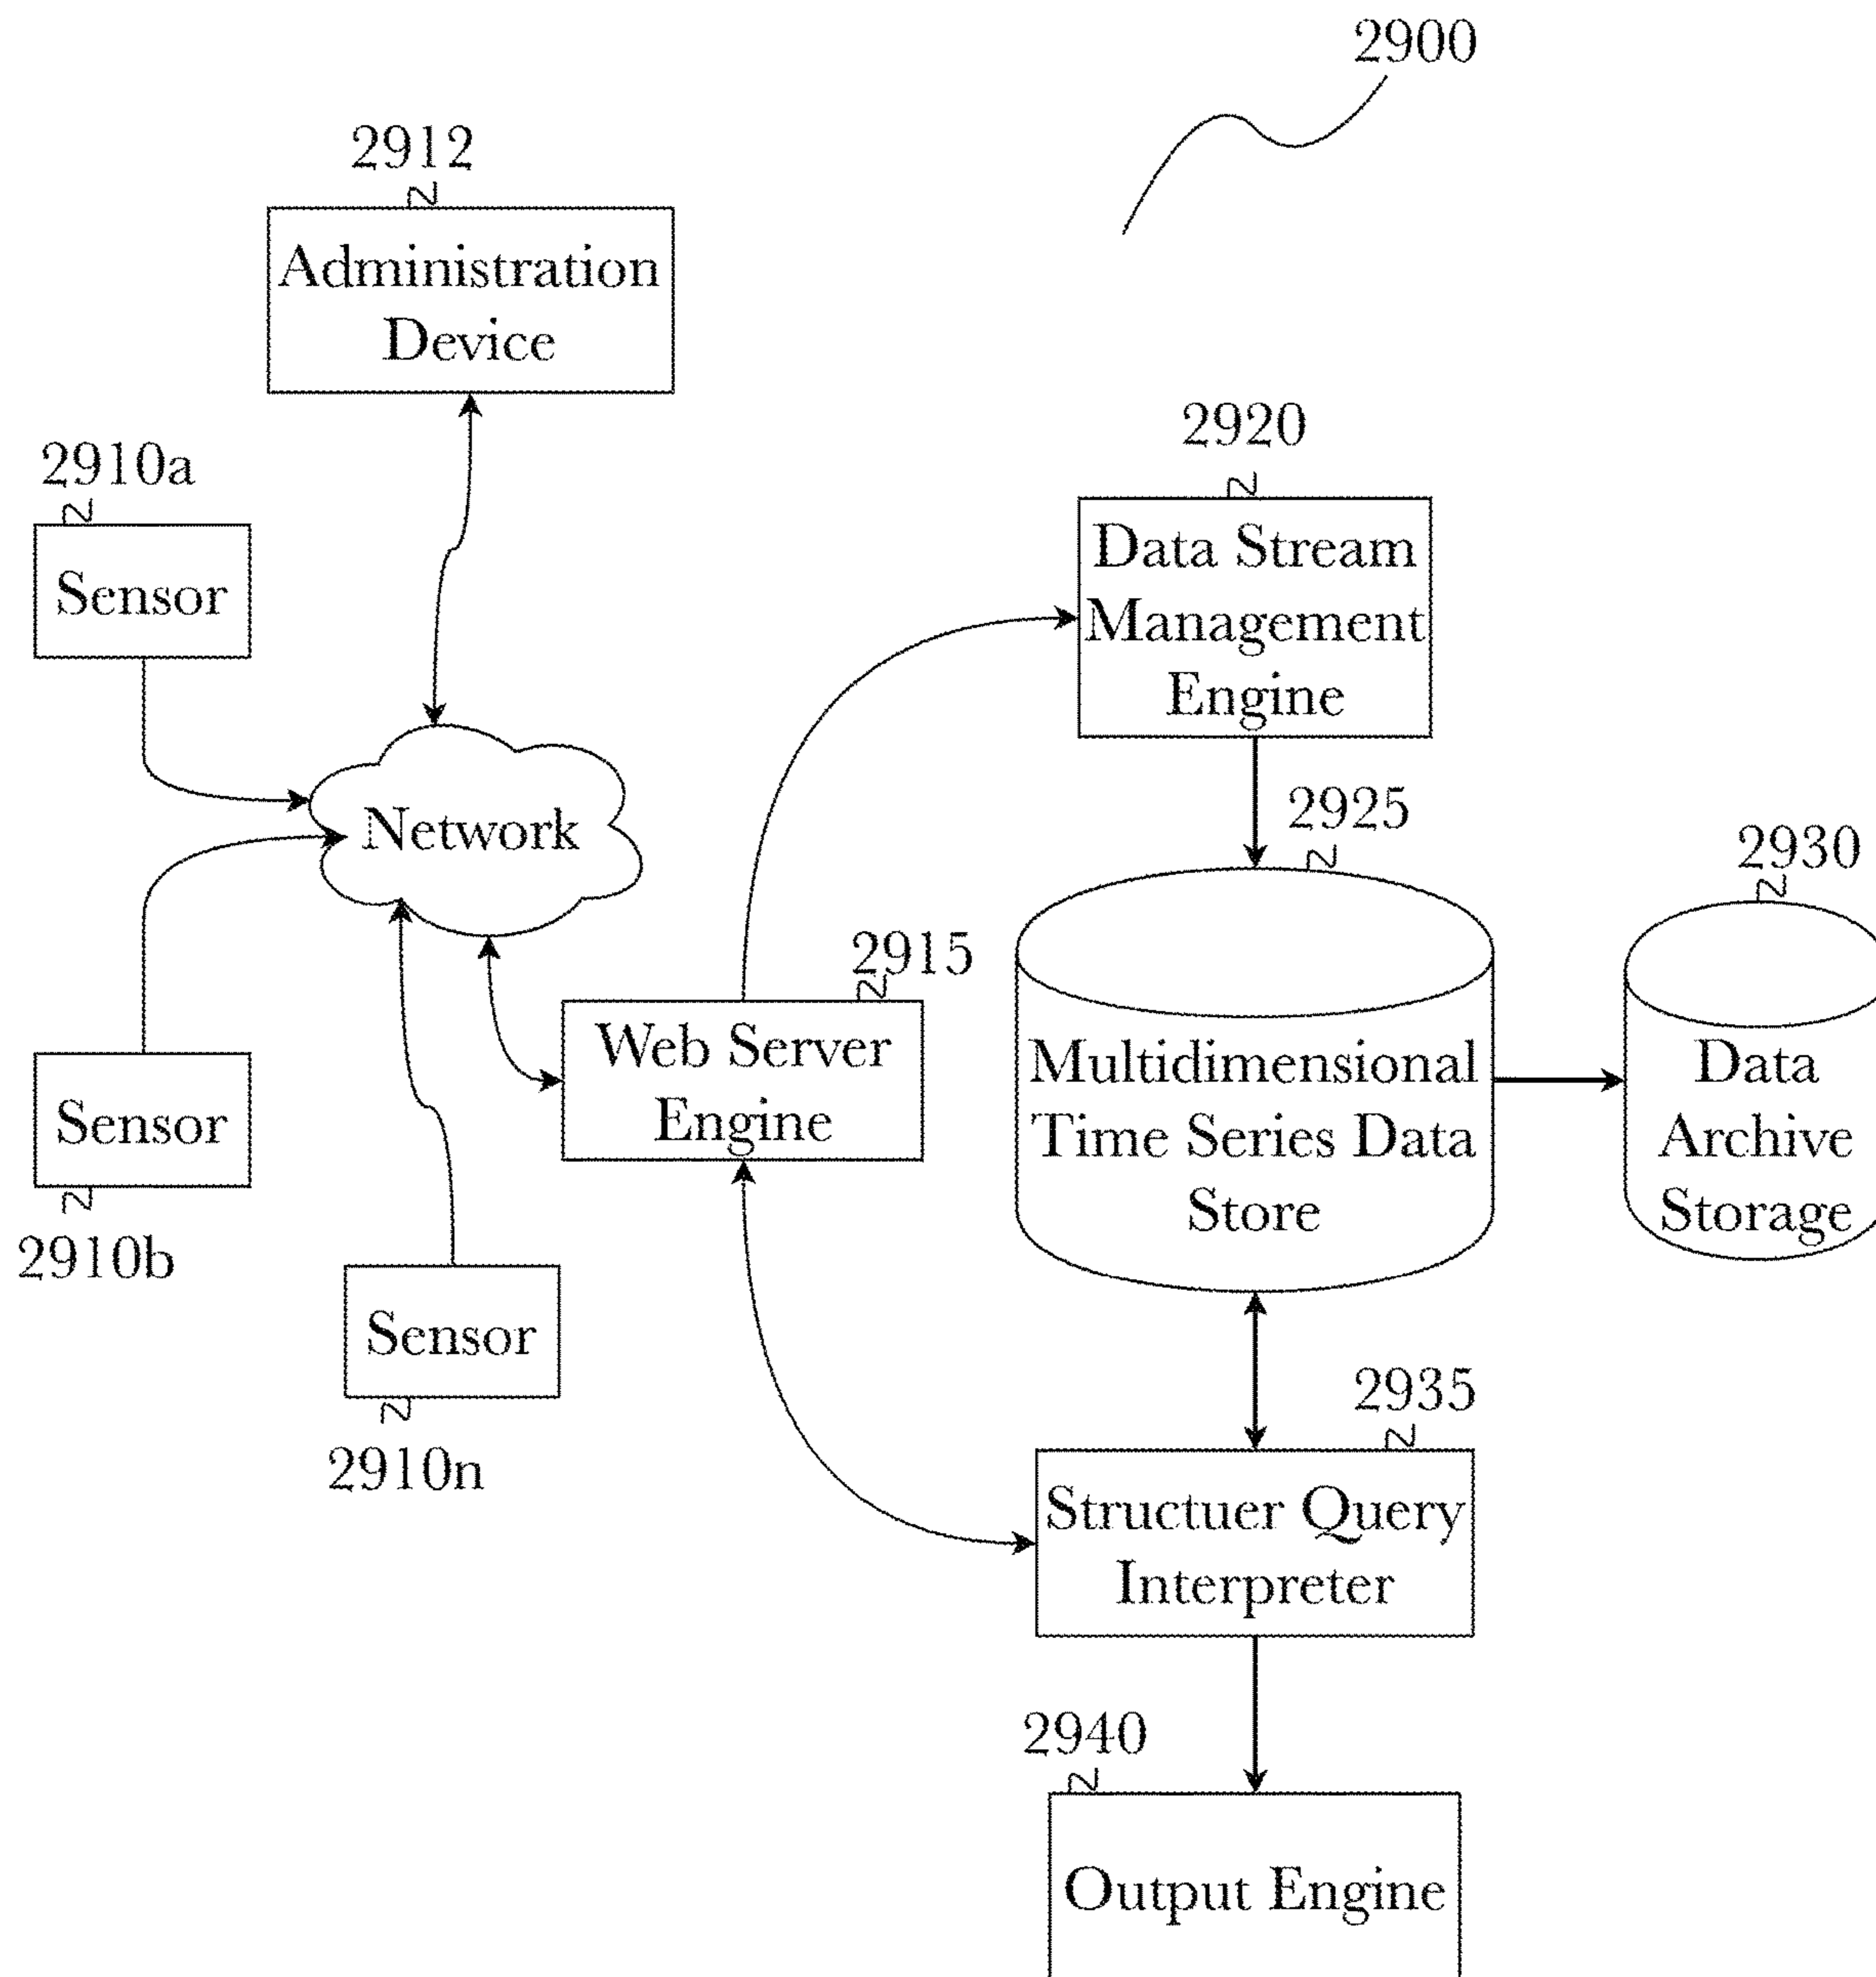 2900
2912
Administration
Device
2910a
Sensor
2920
Data Stream
Management
Engine
Network
2925
2930
2915
Web Server
Engine
Multidimensional
Time Series Data
Store
Data
Archive
Storage
Sensor
2910b
Sensor
2910n
2935
Structuer Query
Interpreter
2940
Output Engine